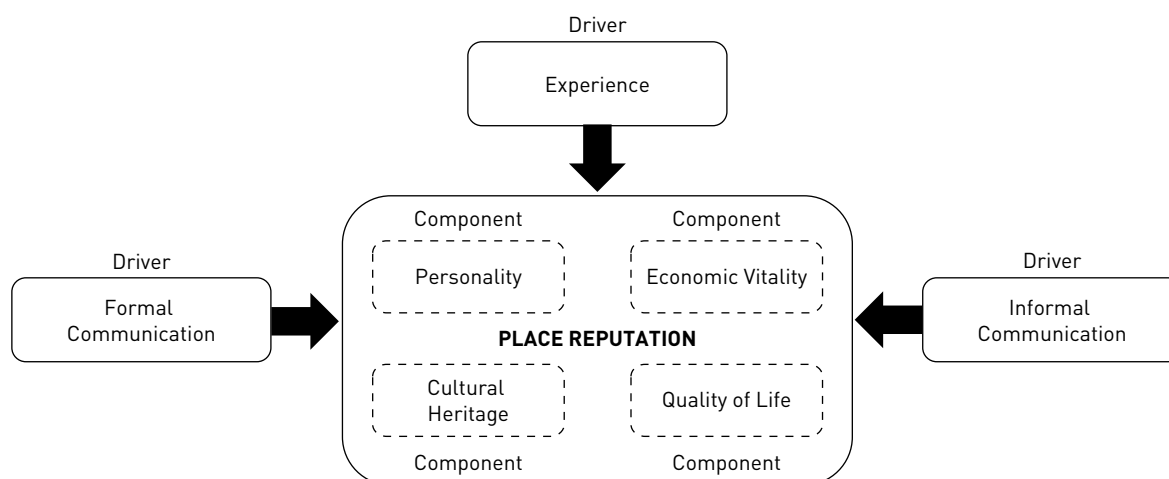 Driver
Experience
Component
Component
Personality
Economic Vitality
Driver
Formal
Communication
Driver
Informal
Communication
PLACE REPUTATION
Cultural
Heritage
Quality of Life
Component
Component